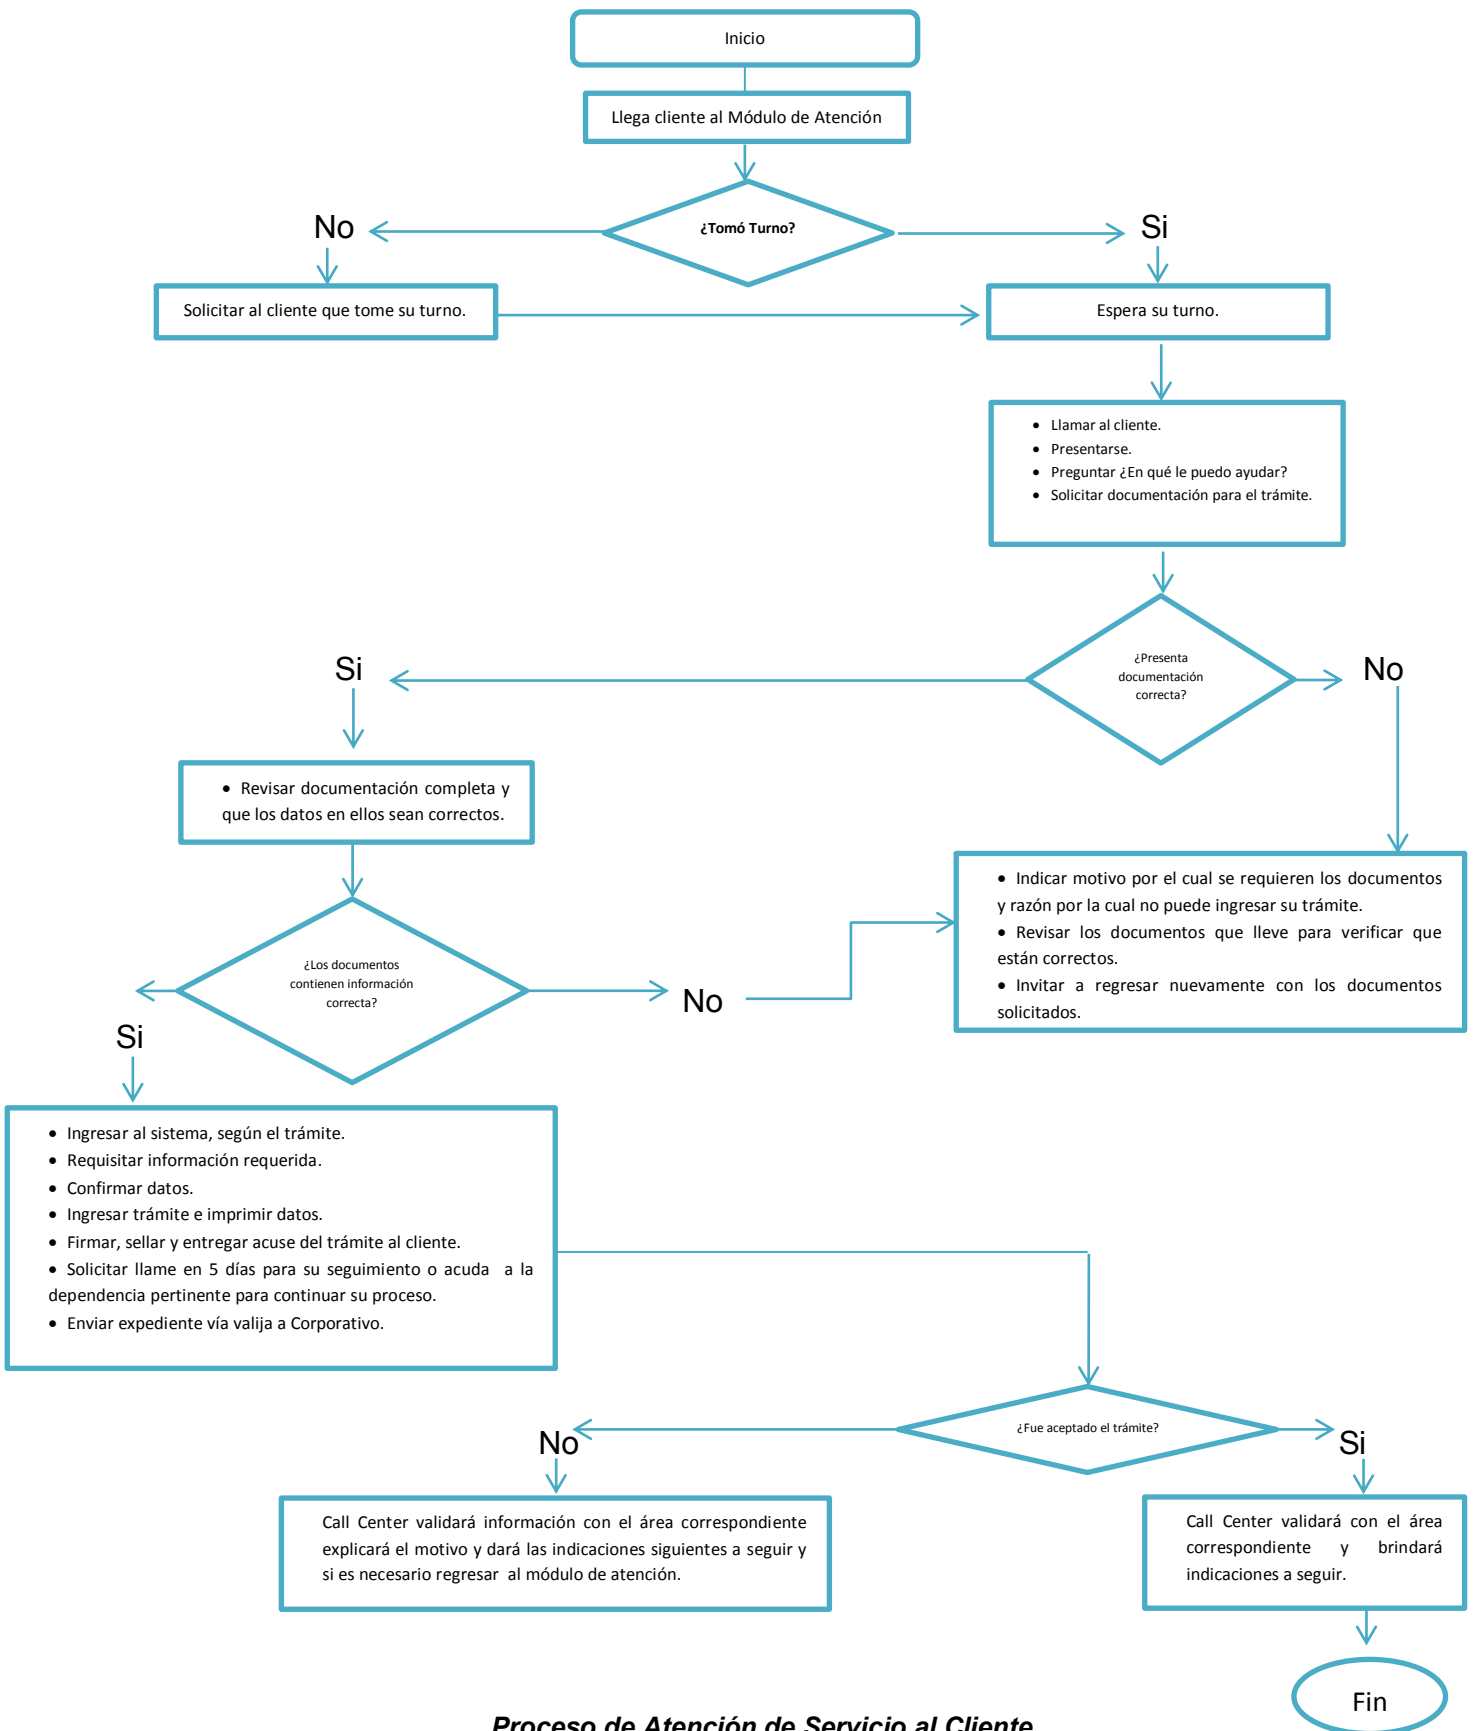 Inicio
Llega cliente al Módulo de Atención
¿Tomó Turno?
No
Si
Solicitar al cliente que tome su turno.
Espera su turno.
• Llamar al cliente.
• Presentarse.
• Preguntar ¿En qué le puedo ayudar?
• Solicitar documentación para el trámite.
¿Presenta
documentación
correcta?
Si
No
• Revisar documentación completa y
que los datos en ellos sean correctos.
• Indicar motivo por el cual se requieren los documentos
y razón por la cual no puede ingresar su trámite.
• Revisar los documentos que lleve para verificar que
están correctos.
• Invitar a regresar nuevamente con los documentos
solicitados.
¿Los documentos
contienen información
correcta?
No
Si
• Ingresar al sistema, según el trámite.
• Requisitar información requerida.
• Confirmar datos.
• Ingresar trámite e imprimir datos.
• Firmar, sellar y entregar acuse del trámite al cliente.
• Solicitar llame en 5 días para su seguimiento o acuda a la
dependencia pertinente para continuar su proceso.
• Enviar expediente vía valija a Corporativo.
¿Fue aceptado el trámite?
No
Si
Call Center validará información con el área correspondiente
explicará el motivo y dará las indicaciones siguientes a seguir y
si es necesario regresar al módulo de atención.
Call Center validará con el área
correspondiente y brindará
indicaciones a seguir.
Fin
Proceso de Atención de Servicio al Cliente